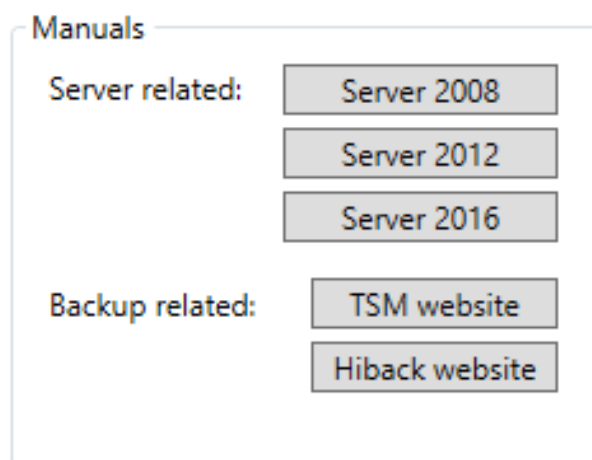 Manuals
Server related: Server 2008
Server 2012
Server 2016
Backup related: TSM website
Hiback website